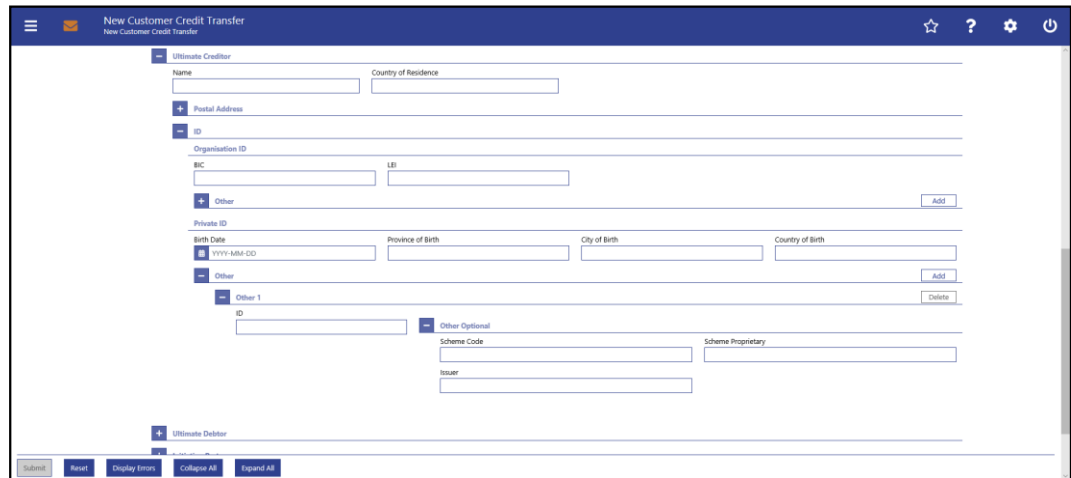 New Customer Credit Transfer
New Customer Credit Transfer
Ultimate Creditor
Name Country of Residence
Postal Address
ID
Organisation ID
BIC LEI
Other Add
Private ID
Birth Date Province of Birth City of Birth Country of Birth
YYYY-MM-DD
Other Add
Other 1 Delete
ID Other Optional
Scheme Code Scheme Proprietary
Issuer
Ultimate Debtor
Submit Reset Display Errors Collapse All Expand All